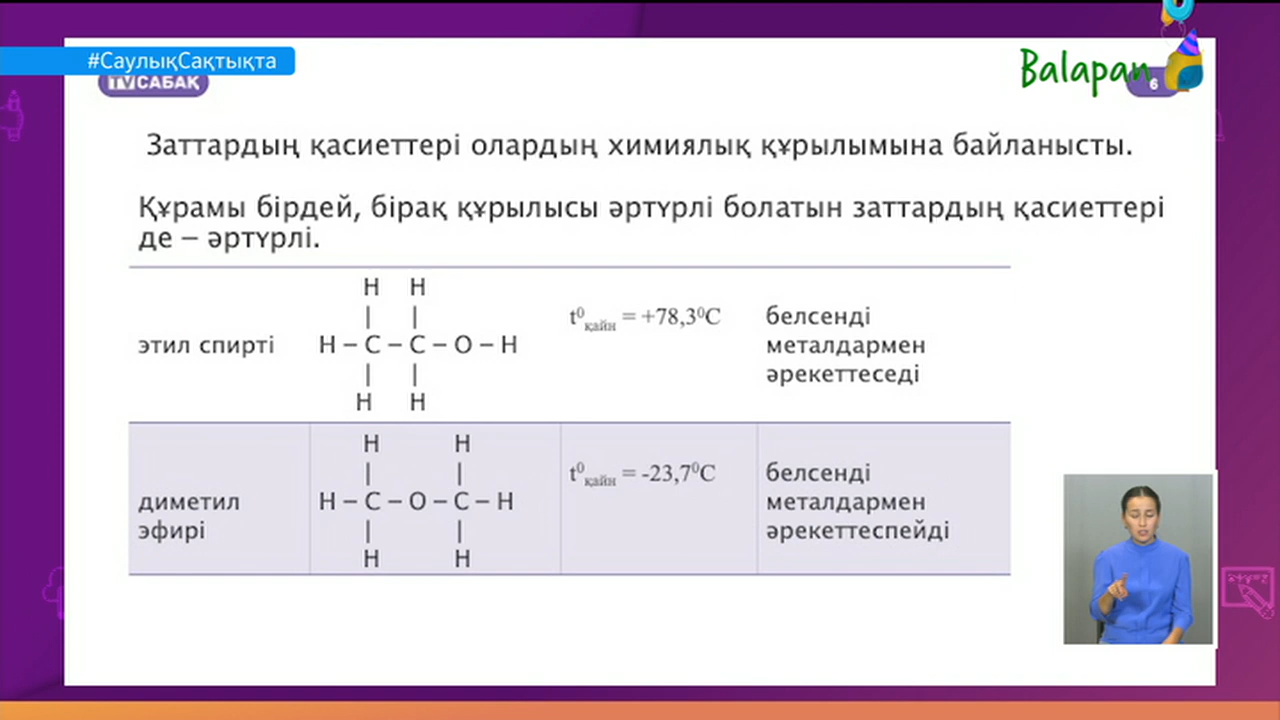 #СаулықСақтықта
TVСАБАҚ
Balapan
6
Заттардың қасиеттері олардың химиялық құрылымына байланысты.
Құрамы бірдей, бірақ құрылысы әртүрлі болатын заттардың қасиеттері
де – әртүрлі.
H H
| |
этил спирті H – C – C – O – H
| |
H H
t⁰қайн = +78,3⁰C
белсенді
металдармен
әрекеттеседі
H H
| |
H – C – O – C – H
| |
H H
диметил
эфирі
t⁰қайн = -23,7⁰C
белсенді
металдармен
әрекеттеспейді